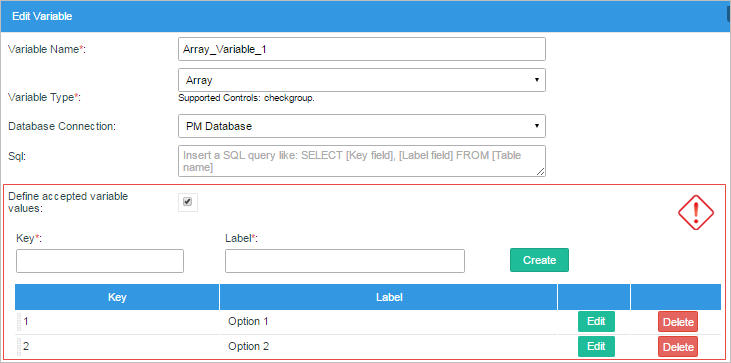 Edit Variable
Variable Name*: Array_Variable_1
Array
Variable Type*: Supported Controls: checkgroup.
Database Connection: PM Database
Sql: Insert a SQL query like: SELECT [Key field], [Label field] FROM [Table
name]
Define accepted variable
values:
Key*: Label*:
Create
Key Label
1 Option 1 Edit Delete
2 Option 2 Edit Delete